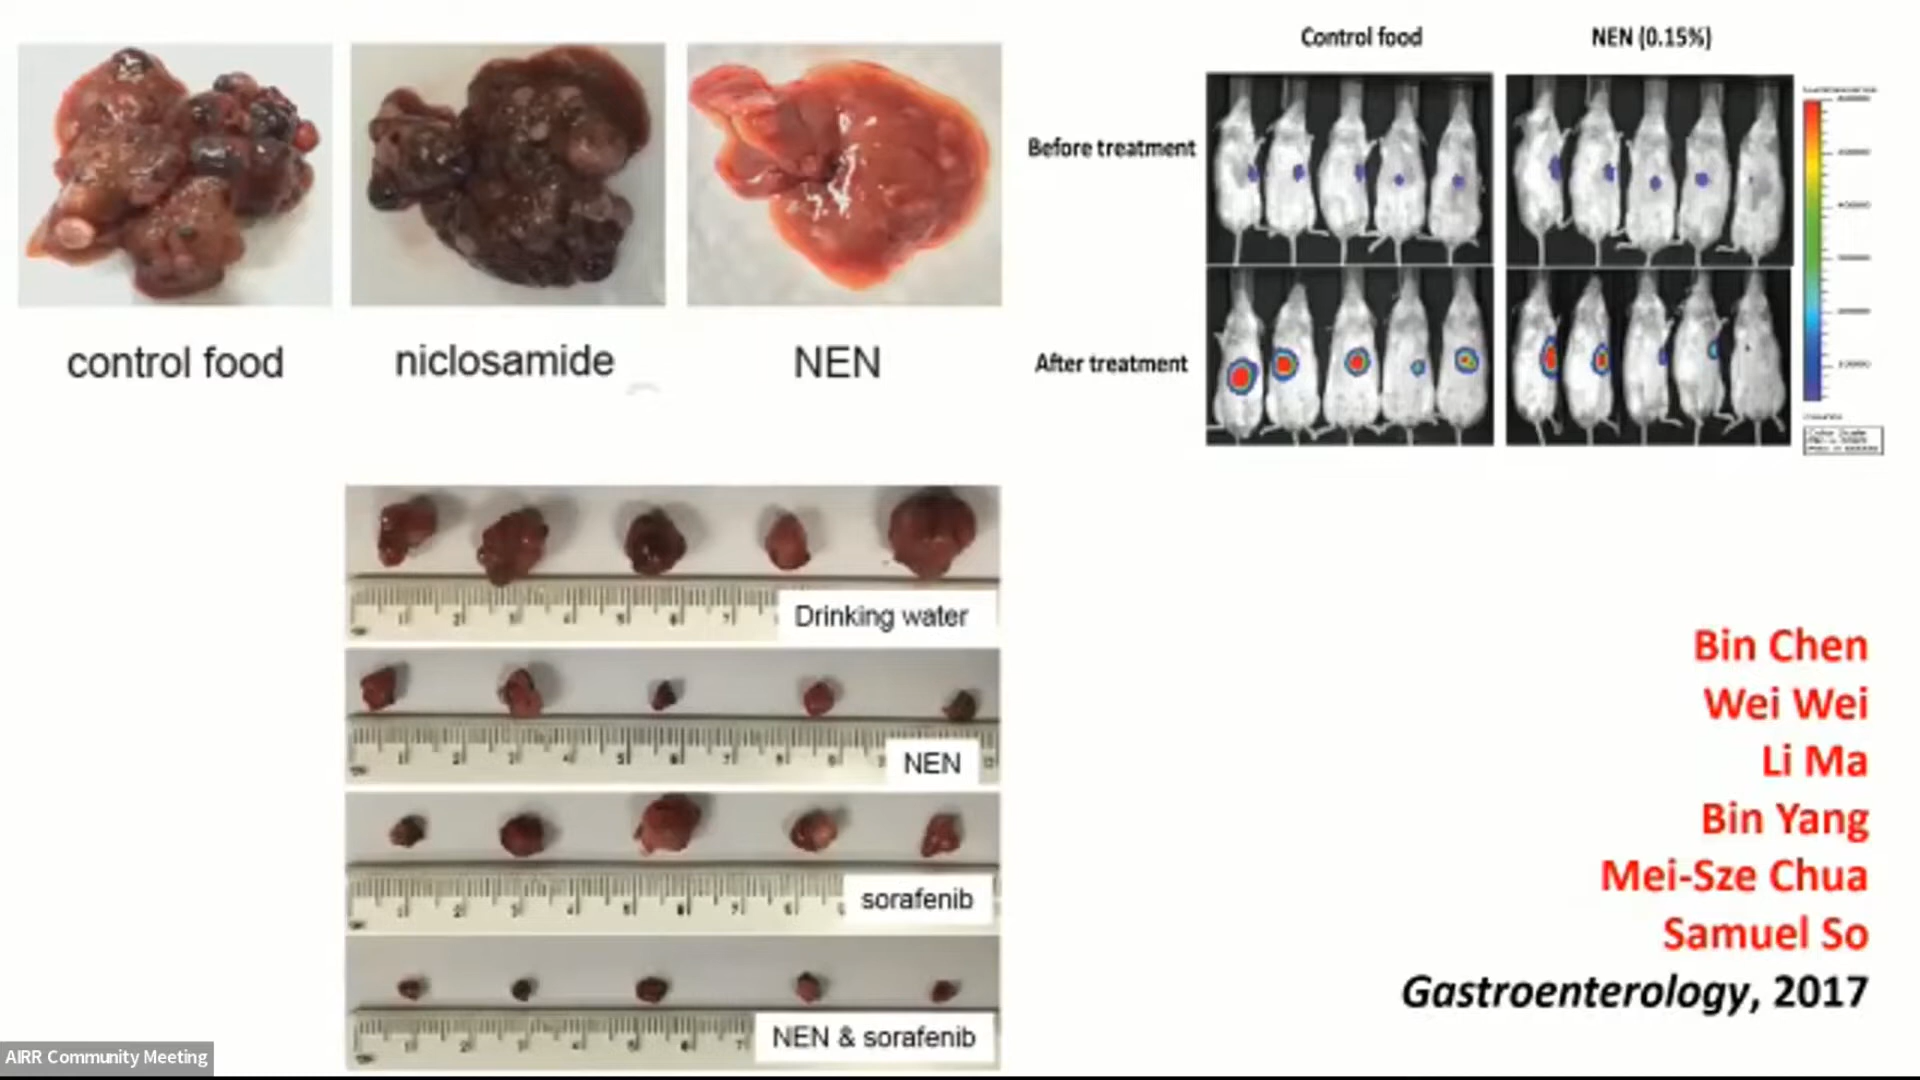 Control food
NEN (0.15%)
Before treatment
After treatment
control food
niclosamide
NEN
Drinking water
NEN
sorafenib
NEN & sorafenib
Bin Chen
Wei Wei
Li Ma
Bin Yang
Mei-Sze Chua
Samuel So
Gastroenterology, 2017
AIRR Community Meeting